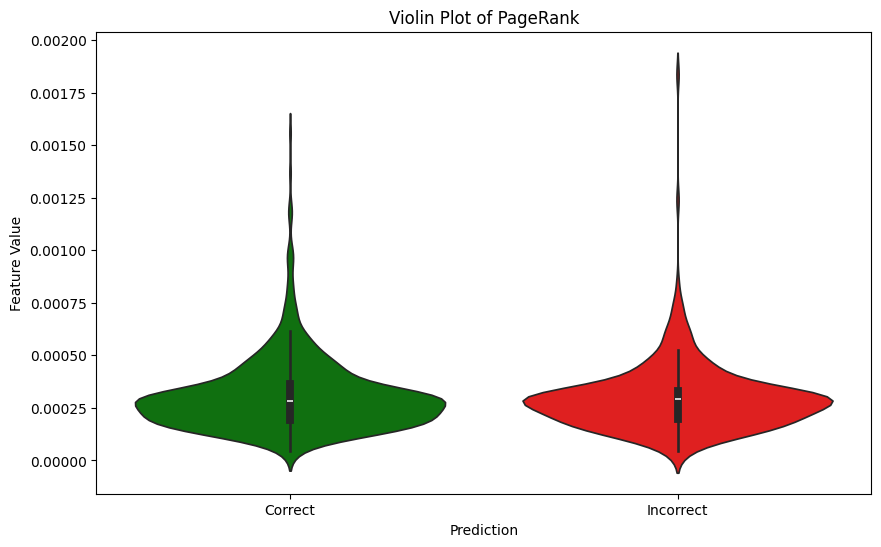 Violin Plot of PageRank
Feature Value
0.00200
0.00175
0.00150
0.00125
0.00100
0.00075
0.00050
0.00025
0.00000
Correct
Incorrect
Prediction